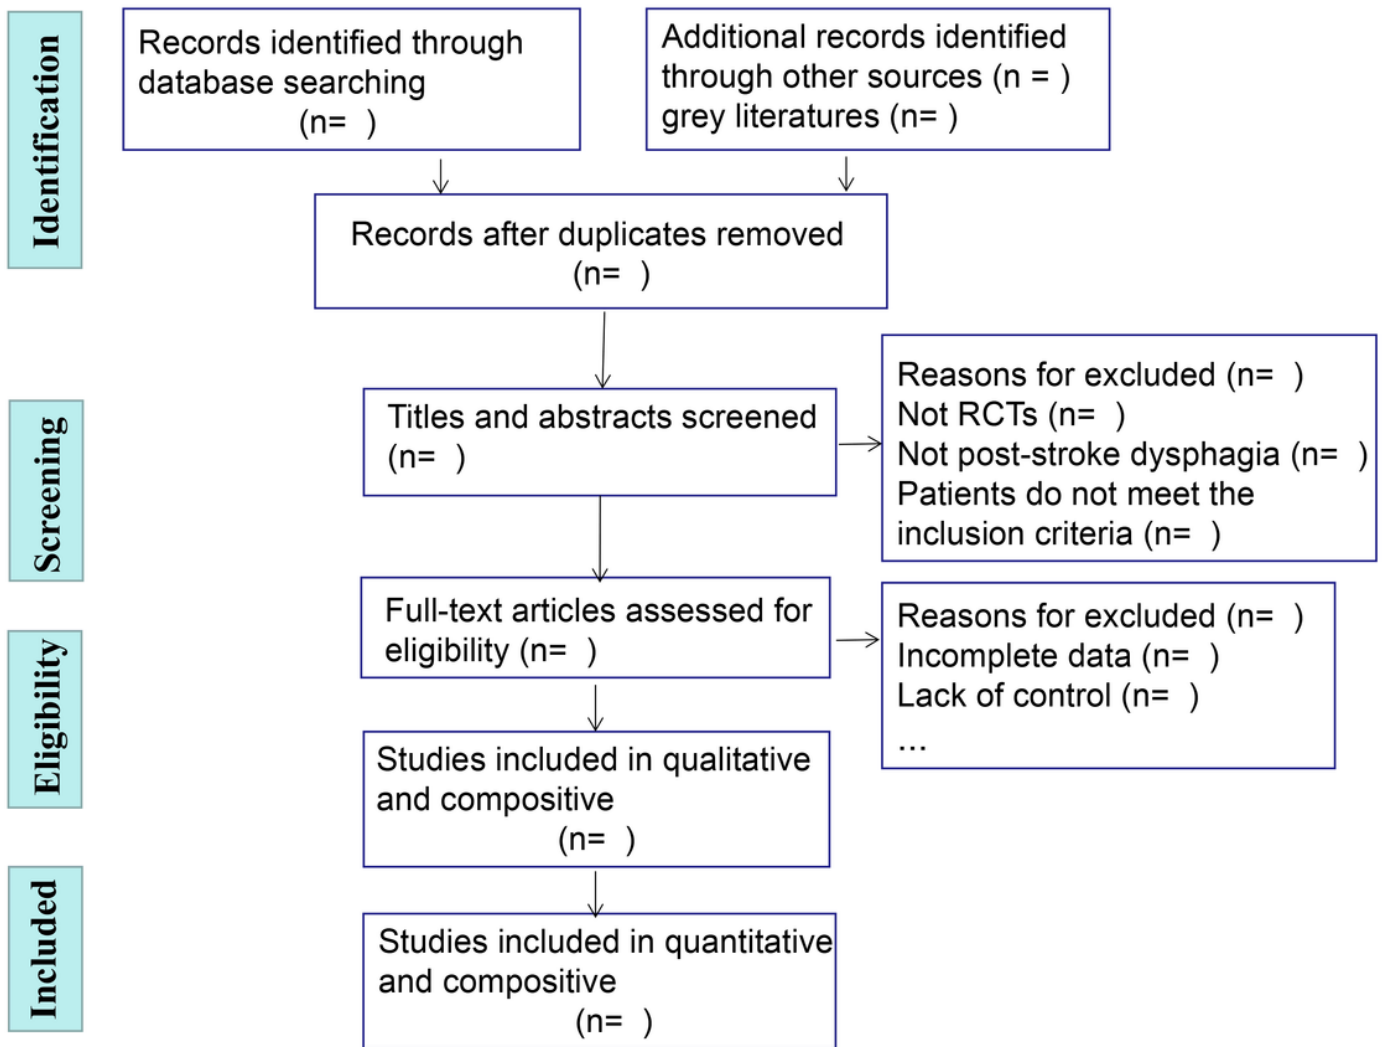 Identification
Records identified through
database searching
(n=  )
Additional records identified
through other sources (n = )
grey literatures (n= )
Records after duplicates removed
(n=  )
Screening
Titles and abstracts screened
(n=  )
Reasons for excluded (n=  )
Not RCTs (n=  )
Not post-stroke dysphagia (n=  )
Patients do not meet the
inclusion criteria (n=  )
Eligibility
Full-text articles assessed for
eligibility (n=  )
Reasons for excluded (n=  )
Incomplete data (n=  )
Lack of control (n=  )
...
Studies included in qualitative
and compositive
(n=  )
Included
Studies included in quantitative
and compositive
(n=  )